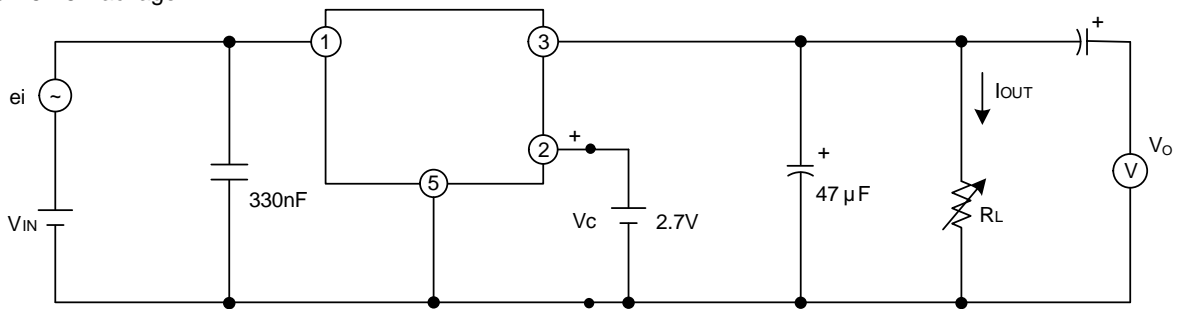 +
1
3
ei
~
IOUT
2
+
+
VO
V
5
330nF
47 µF
VIN
Vc
2.7V
RL